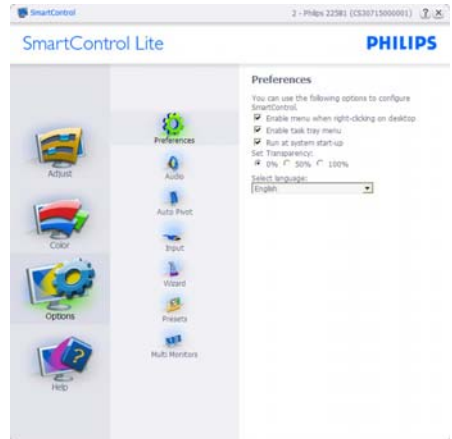 SmartControl
2 - Philips 225B1 (CS30715000001) ? X
SmartControl Lite
PHILIPS
Adjust
Color
Options
Help
Preferences
Audio
Auto Pivot
Input
Wizard
Presets
Multi Monitors
Preferences
You can use the following options to configure
SmartControl.
Enable menu when right-clicking on desktop
Enable task tray menu
Run at system start-up
Set Transparency:
0% 50% 100%
Select language:
English